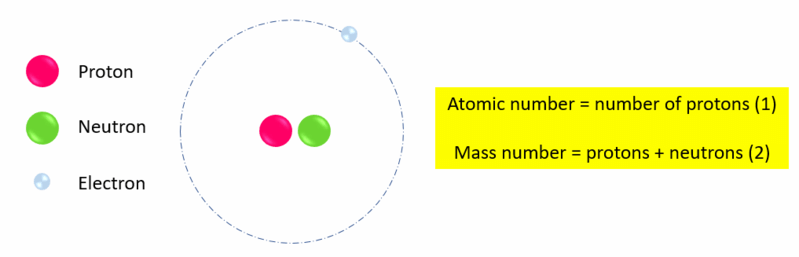 Proton
Neutron
Electron
Atomic number = number of protons (1)
Mass number = protons + neutrons (2)